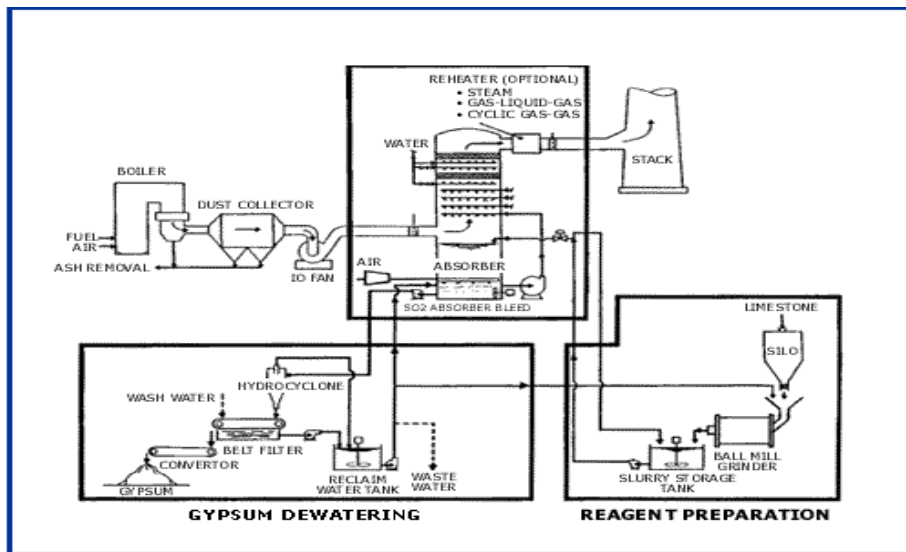 REHEATER (OPTIONAL)
• STEAM
• GAS-LIQUID-GAS
• CYCLIC GAS-GAS
WATER
STACK
BOILER
DUST COLLECTOR
FUEL
AIR
ASH REMOVAL
IO FAN
AIR
ABSORBER
SO2 ABSORBER BLEED
LIMESTONE
SILO
HYDROCYCLONE
WASH WATER
BELT FILTER
CONVERTOR
GYPSUM
RECLAIM
WATER TANK
WASTE
WATER
BALL MILL
GRINDER
SLURRY STORAGE
TANK
GYPSUM DEWATERING
REAGENT PREPARATION